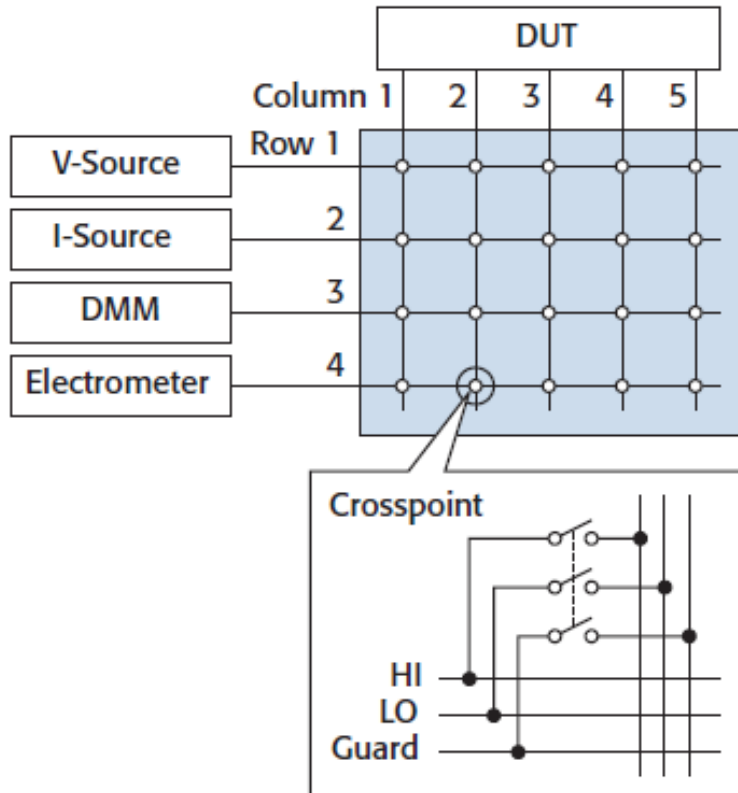 DUT
Column 1 2 3 4 5
Row 1
V-Source
2
I-Source
3
DMM
4
Electrometer
Crosspoint
HI
LO
Guard